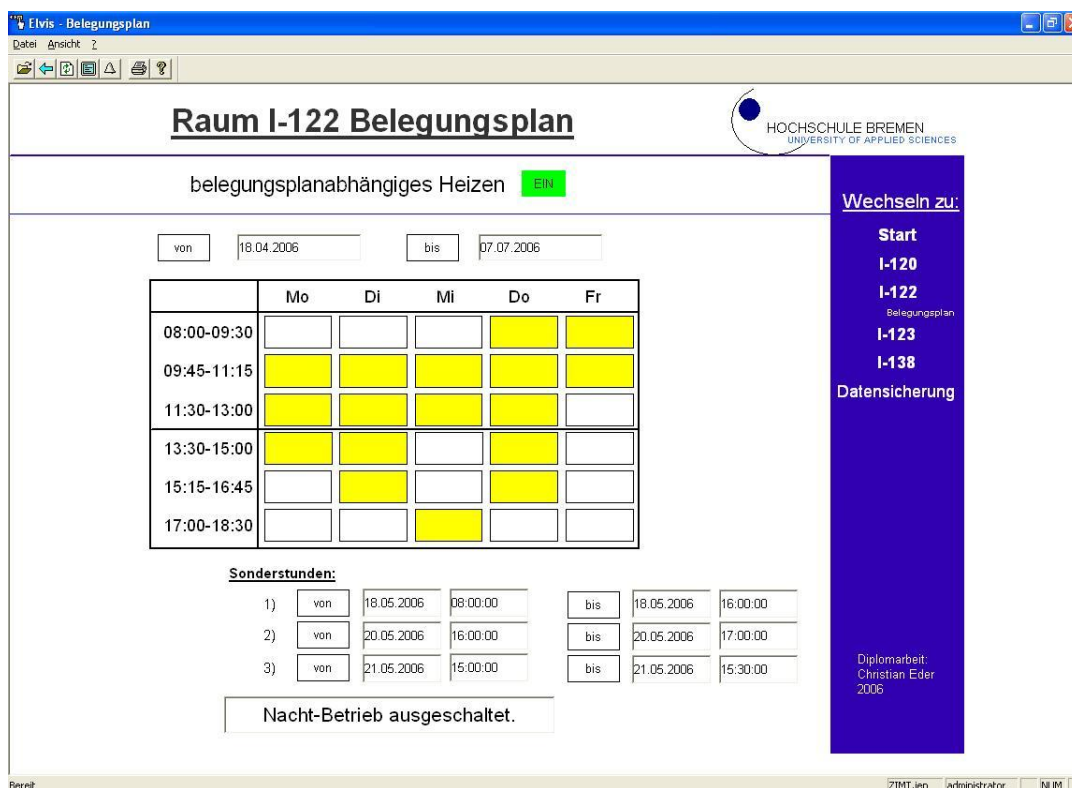 Elvis - Belegungsplan
Datei Ansicht ?
Raum I-122 Belegungsplan
HOCHSCHULE BREMEN
UNIVERSITY OF APPLIED SCIENCES
belegungsplanabhängiges Heizen EIN
von 18.04.2006 bis 07.07.2006
Mo Di Mi Do Fr
08:00-09:30
09:45-11:15
11:30-13:00
13:30-15:00
15:15-16:45
17:00-18:30
Sonderstunden:
1) von 18.05.2006 08:00:00 bis 18.05.2006 16:00:00
2) von 20.05.2006 16:00:00 bis 20.05.2006 17:00:00
3) von 21.05.2006 15:00:00 bis 21.05.2006 15:30:00
Nacht-Betrieb ausgeschaltet.
Wechseln zu:
Start
I-120
I-122
Belegungsplan
I-123
I-138
Datensicherung
Diplomarbeit:
Christian Eder
2006
Bereit ZIMT.jen administrator NUM